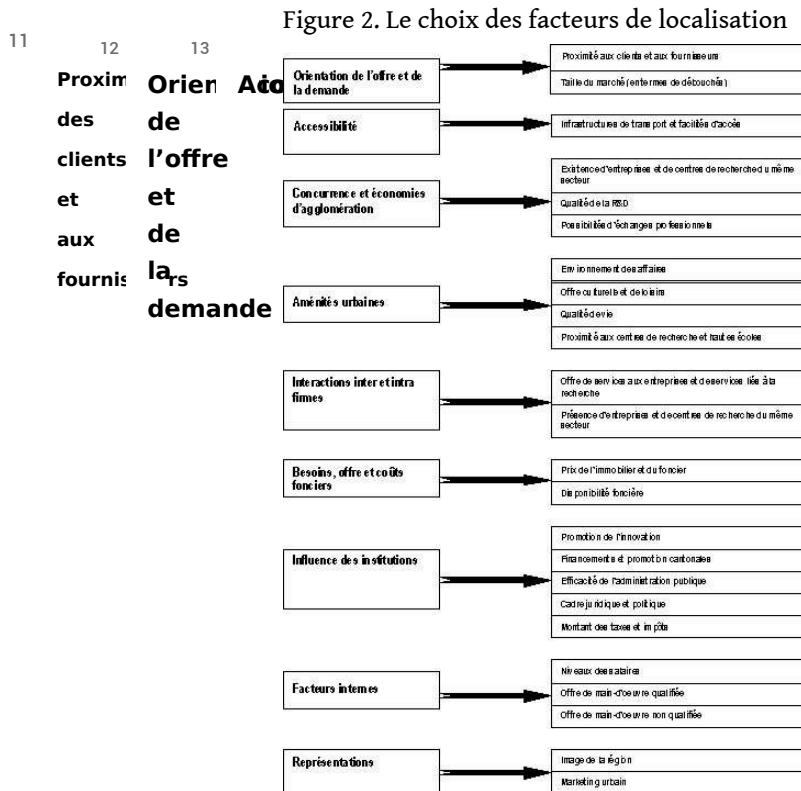 Figure 2. Le choix des facteurs de localisation
11
12
13
Proxim
des
clients
et
aux
fournis
Orien
de
l’offre
et
de
la
rs
demande
Orientation de l'offre et de
la demande
Proximité aux clients et aux fournisseurs
Taille du marché (en termes de débouchés)
Accessibilité
Infrastructures de transport et facilités d'accès
Concurrence et économies
d'agglomération
Existence d'entreprises et de centres de recherche du même
secteur
Qualité de la R&D
Possibilités d'échanges professionnels
Aménités urbaines
Environnement des affaires
Offre culturelle et de loisirs
Qualité de vie
Proximité aux centres de recherche et hautes écoles
Interactions inter et intra
firmes
Offre de services aux entreprises et de services liés à la
recherche
Présence d'entreprises et de centres de recherche du même
secteur
Besoins, offre et coûts
fonciers
Prix de l'immobilier et du foncier
Disponibilité foncière
Influence des institutions
Promotion de l'innovation
Financements et promotion cantonales
Efficacité de l'administration publique
Cadre juridique et politique
Montant des taxes et impôts
Facteurs internes
Niveaux des salaires
Offre de main-d'oeuvre qualifiée
Offre de main-d'oeuvre non qualifiée
Représentations
Image de la région
Marketing urbain